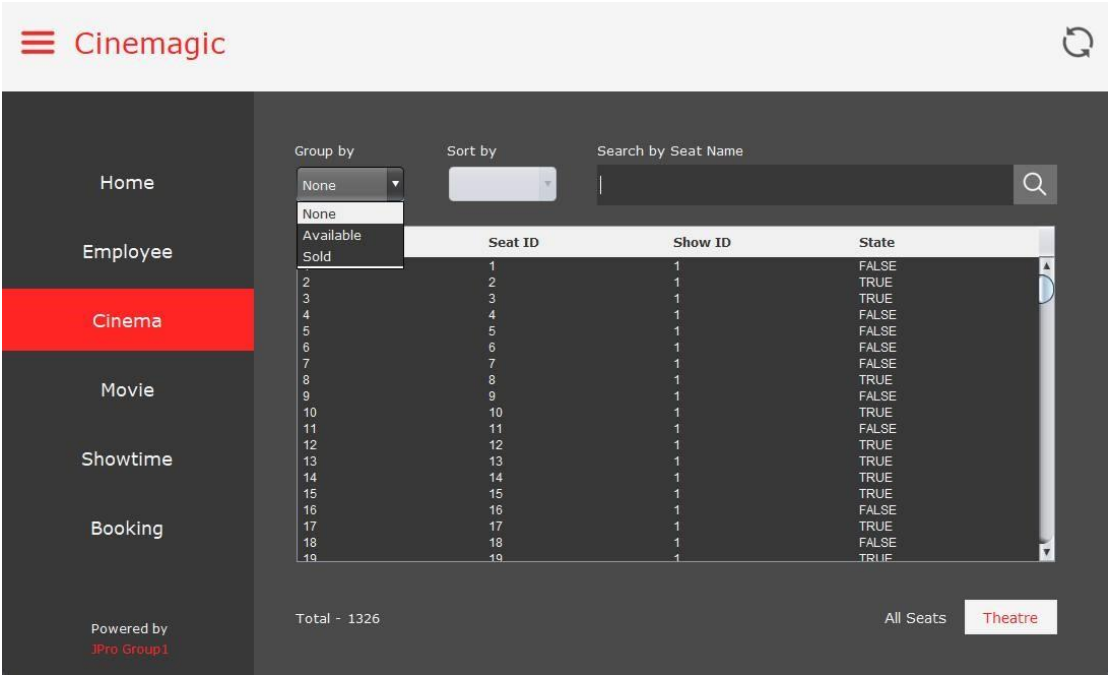 Cinemagic
Home
Employee
Cinema
Movie
Showtime
Booking
Powered by
JPro Group1
Group by Sort by Search by Seat Name
None
None
Available
Sold
Seat ID Show ID State
1 1 FALSE
2 2 1 TRUE
3 3 1 TRUE
4 4 1 FALSE
5 5 1 FALSE
6 6 1 FALSE
7 7 1 FALSE
8 8 1 TRUE
9 9 1 FALSE
10 10 1 TRUE
11 11 1 FALSE
12 12 1 TRUE
13 13 1 TRUE
14 14 1 TRUE
15 15 1 TRUE
16 16 1 FALSE
17 17 1 TRUE
18 18 1 FALSE
19 19 1 TRUE
Total - 1326 All Seats Theatre